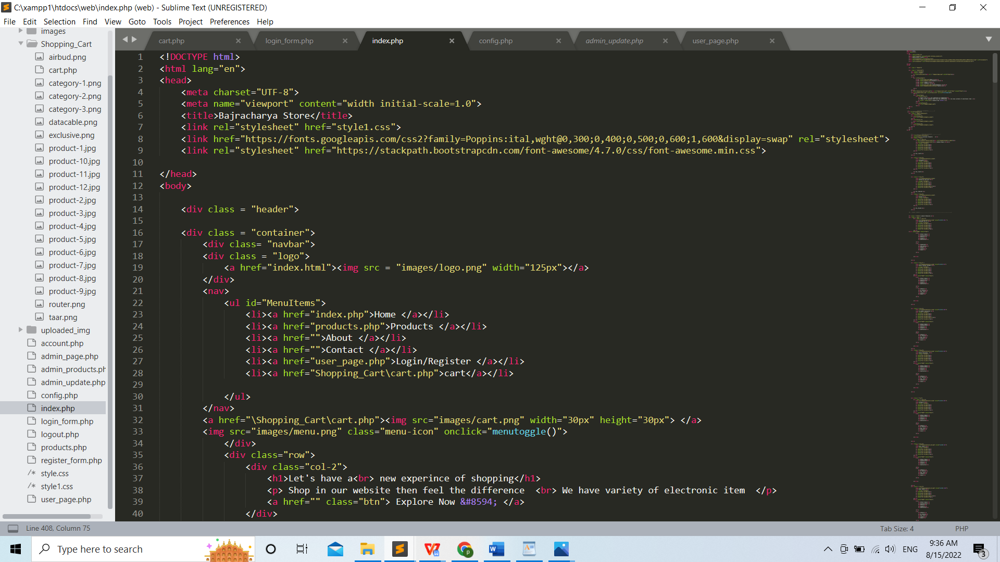 C:\xampp1\htdocs\web\index.php (web) - Sublime Text (UNREGISTERED)
File Edit Selection Find View Goto Tools Project Preferences Help
images
Shopping_Cart
airbud.png
cart.php
category-1.png
category-2.png
category-3.png
datacable.png
exclusive.png
product-1.jpg
product-10.jpg
product-11.jpg
product-12.jpg
product-2.jpg
product-3.jpg
product-4.jpg
product-5.jpg
product-6.jpg
product-7.jpg
product-8.jpg
product-9.jpg
router.png
taar.png
uploaded_img
account.php
admin_page.php
admin_products.ph
admin_update.php
config.php
index.php
login_form.php
logout.php
products.php
register_form.php
/* style.css
/* style1.css
user_page.php
cart.php login_form.php index.php config.php admin_update.php user_page.php
1 <!DOCTYPE html>
2 <html lang="en">
3 <head>
4 <meta charset="UTF-8">
5 <meta name="viewport" content="width initial-scale=1.0">
6 <title>Bajracharya Store</title>
7 <link rel="stylesheet" href="style1.css">
8 <link href="https://fonts.googleapis.com/css2?family=Poppins:ital,wght@0,300;0,400;0,500;0,600;1,600&display=swap" rel="stylesheet">
9 <link rel="stylesheet" href="https://stackpath.bootstrapcdn.com/font-awesome/4.7.0/css/font-awesome.min.css">
10
11 </head>
12 <body>
13
14 <div class = "header">
15
16 <div class = "container">
17 <div class= "navbar">
18 <div class = "logo">
19 <a href="index.html"><img src = "images/logo.png" width="125px"></a>
20 </div>
21 <nav>
22 <ul id="MenuItems">
23 <li><a href="index.php">Home </a></li>
24 <li><a href="products.php">Products </a></li>
25 <li><a href="">About </a></li>
26 <li><a href="">Contact </a></li>
27 <li><a href="user_page.php">Login/Register </a></li>
28 <li><a href="Shopping_Cart\cart.php">cart</a></li>
29
30 </ul>
31 </nav>
32 <a href="\Shopping_Cart\cart.php"><img src="images/cart.png" width="30px" height="30px"> </a>
33 <img src="images/menu.png" class="menu-icon" onclick="menutoggle()">
34 </div>
35 <div class="row">
36 <div class="col-2">
37 <h1>Let's have a<br> new experince of shopping</h1>
38 <p> Shop in our website then feel the difference <br> We have variety of electronic item </p>
39 <a href="" class="btn"> Explore Now &#8594; </a>
40 </div>
Line 408, Column 75
Tab Size: 4 PHP
Type here to search
ENG
9:36 AM
8/15/2022
3